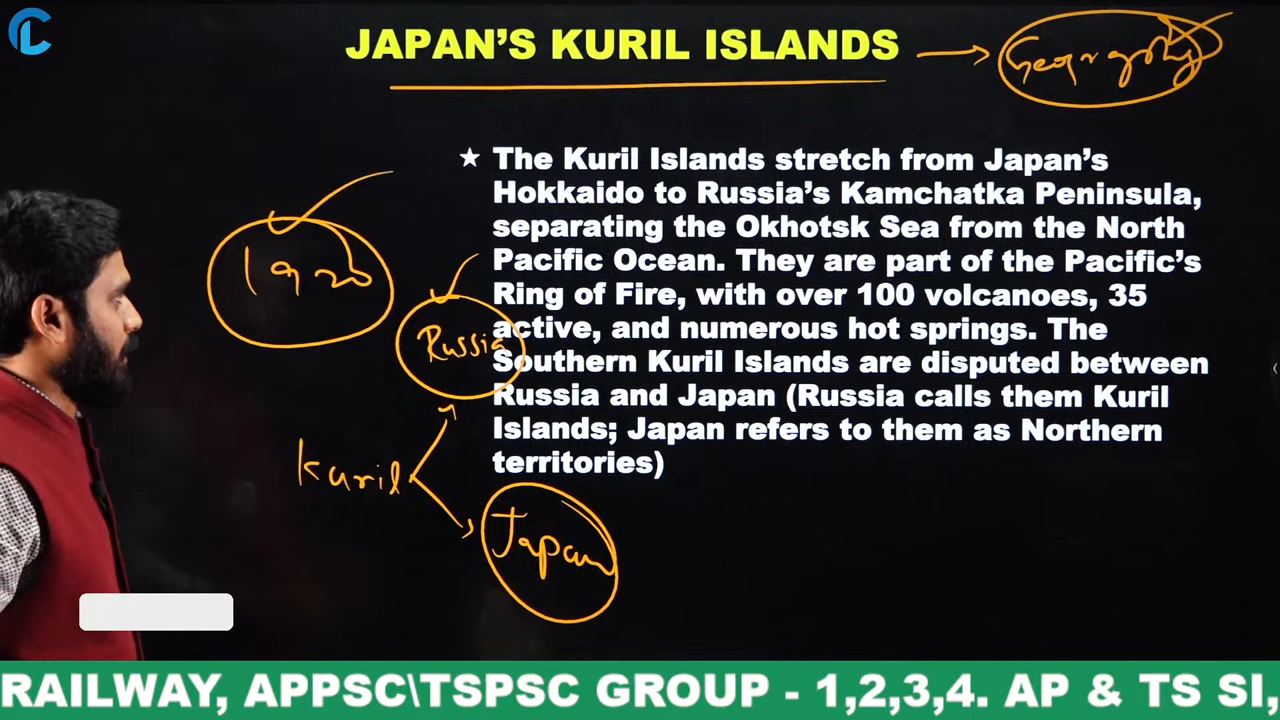 JAPAN'S KURIL ISLANDS
Geography
★ The Kuril Islands stretch from Japan's
Hokkaido to Russia's Kamchatka Peninsula,
separating the Okhotsk Sea from the North
Pacific Ocean. They are part of the Pacific's
Ring of Fire, with over 100 volcanoes, 35
active, and numerous hot springs. The
Southern Kuril Islands are disputed between
Russia and Japan (Russia calls them Kuril
Islands; Japan refers to them as Northern
territories)
1920
Russia
Kuril
Japan
RAILWAY, APPSC\TSPSC GROUP - 1,2,3,4. AP & TS SI,